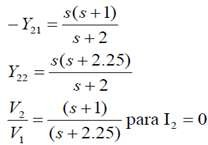 -Y₂₁ = s(s+1) / s+2
Y₂₂ = s(s+2.25) / s+2
V₂ / V₁ = (s+1) / (s+2.25) para I₂ = 0